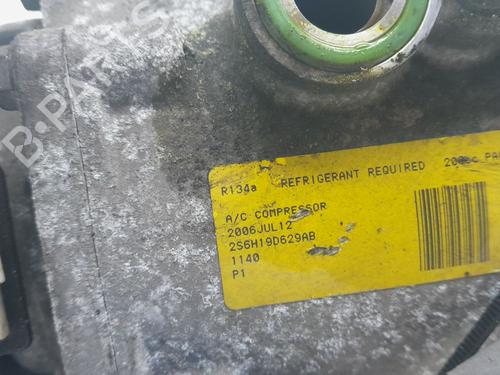 B-PARTS
R134a REFRIGERANT REQUIRED
A/C COMPRESSOR
2006JUL12
2S6H19D629AB
1140
P1